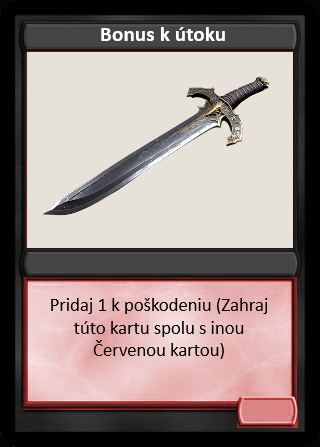 Bonus k útoku
Pridaj 1 k poškodeniu (Zahraj
túto kartu spolu s inou
Červenou kartou)